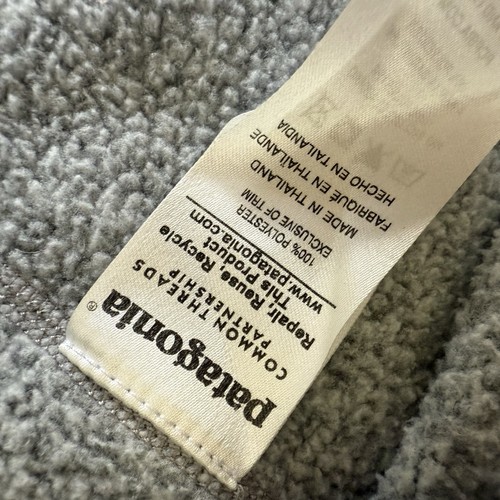 patagonia®
COMMON THREADS
PARTNERSHIP
Repair, Reuse, Recycle
This Product
www.patagonia.com
100% POLYESTER
EXCLUSIVE OF TRIM
MADE IN THAILAND
FABRIQUÉ EN THAÏLANDE
HECHO EN TAILANDIA